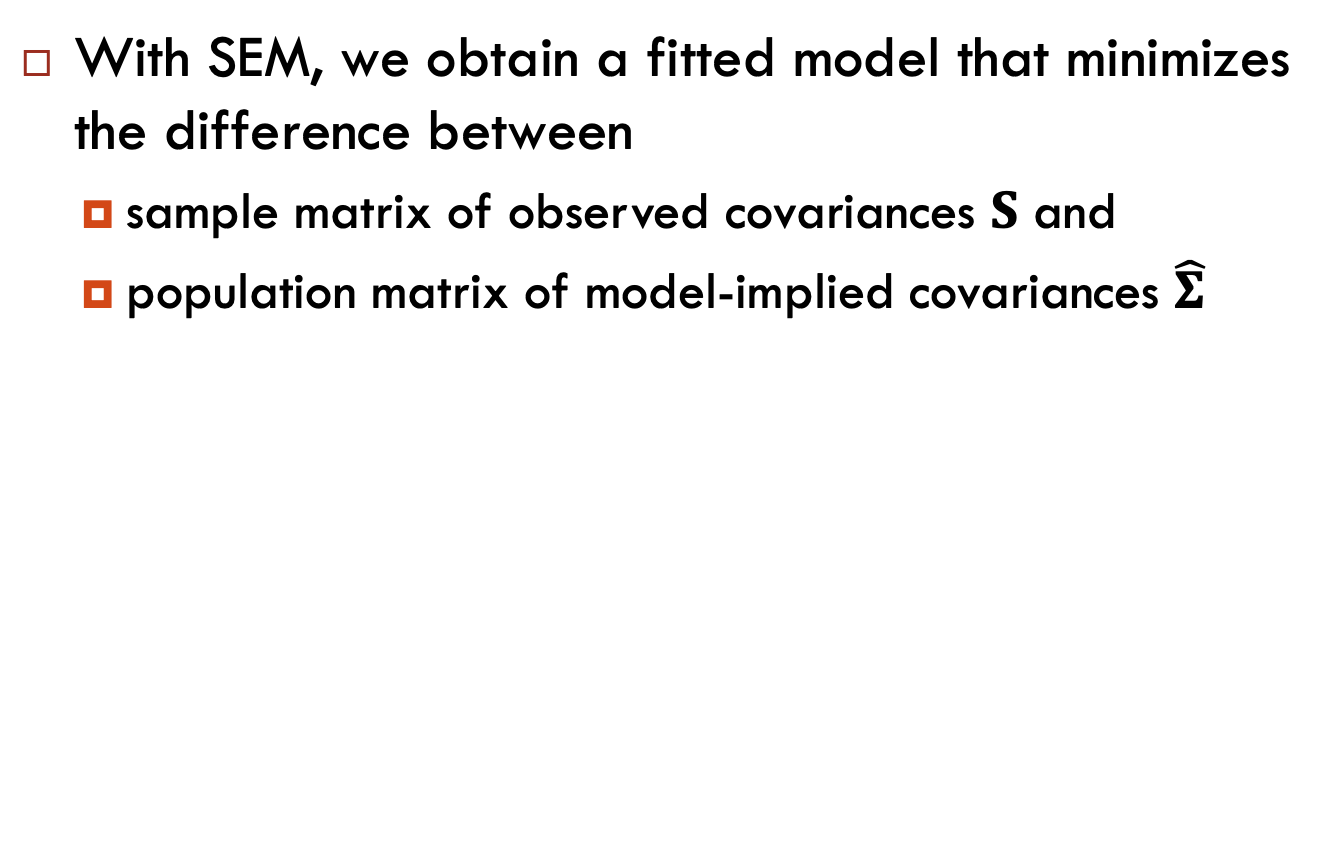 With SEM, we obtain a fitted model that minimizes
the difference between
sample matrix of observed covariances S and
population matrix of model-implied covariances Σ̂